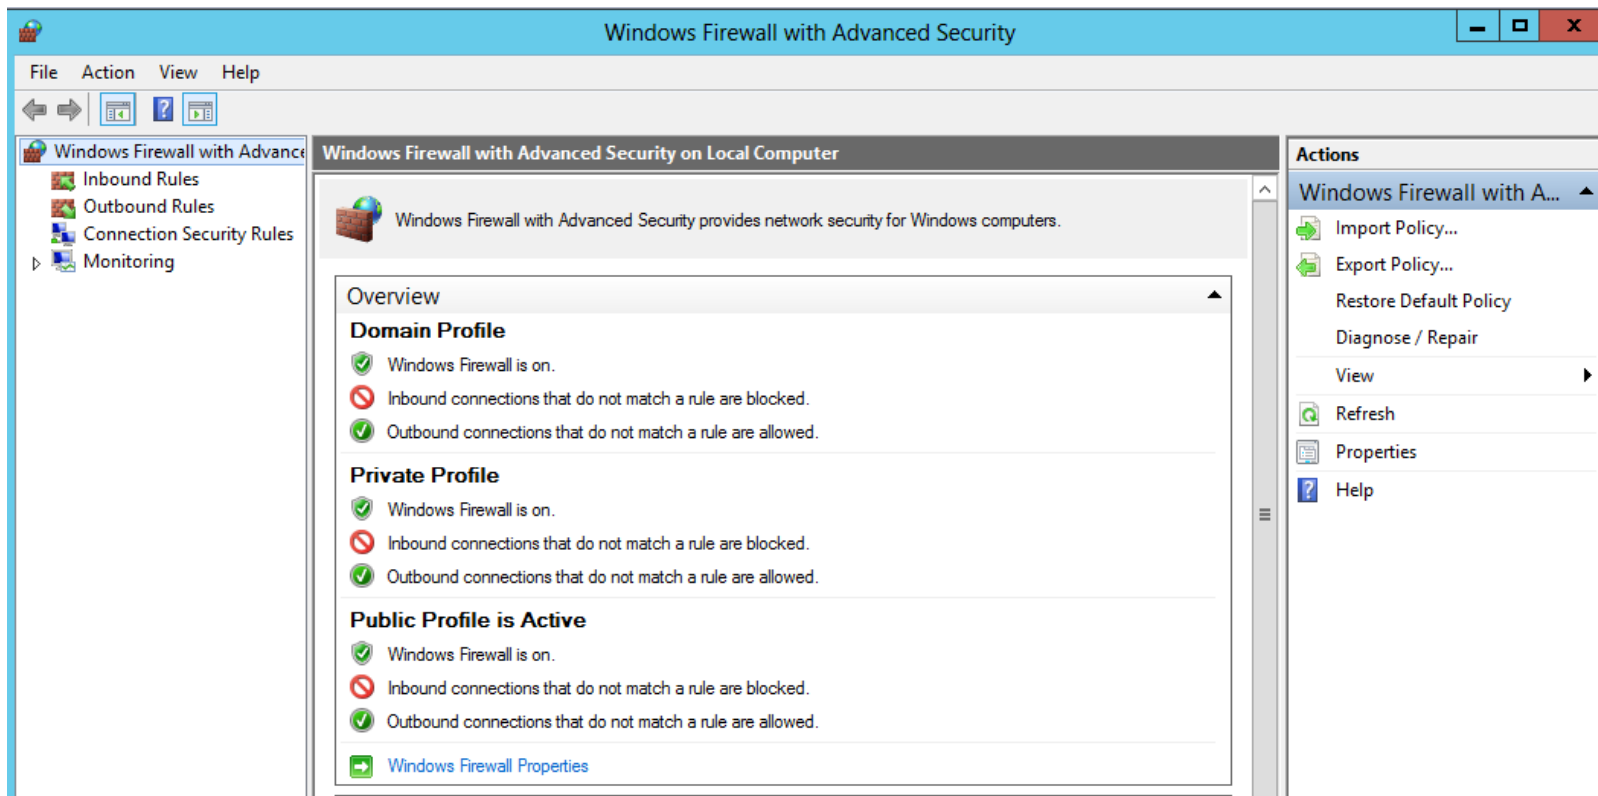 Windows Firewall with Advanced Security
X
File Action View Help
?
Windows Firewall with Advance
Inbound Rules
Outbound Rules
Connection Security Rules
Monitoring
Windows Firewall with Advanced Security on Local Computer
Windows Firewall with Advanced Security provides network security for Windows computers.
Overview
Domain Profile
Windows Firewall is on.
Inbound connections that do not match a rule are blocked.
Outbound connections that do not match a rule are allowed.
Private Profile
Windows Firewall is on.
Inbound connections that do not match a rule are blocked.
Outbound connections that do not match a rule are allowed.
Public Profile is Active
Windows Firewall is on.
Inbound connections that do not match a rule are blocked.
Outbound connections that do not match a rule are allowed.
Windows Firewall Properties
Actions
Windows Firewall with A...
Import Policy...
Export Policy...
Restore Default Policy
Diagnose / Repair
View
Refresh
Properties
? Help